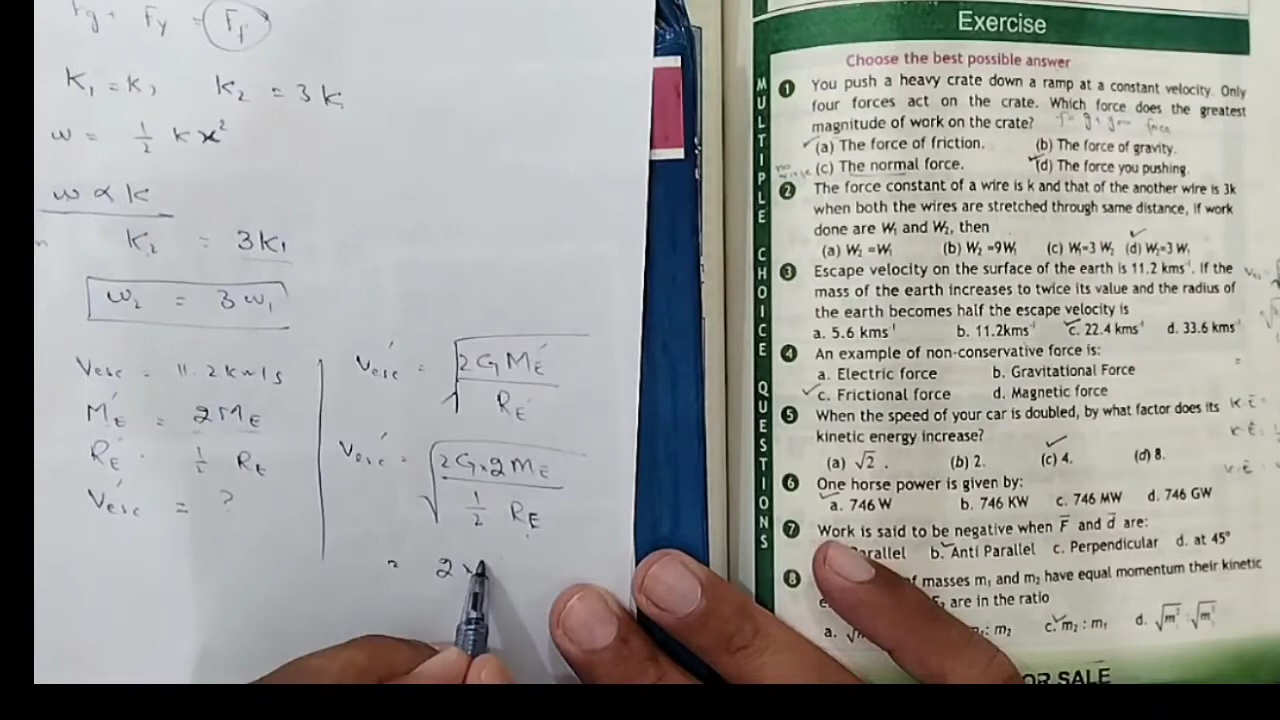 Fg + Fy = Ff
K₁ = K, K₂ = 3K,
w = 1/2 k x²
w ∝ k
K₂ = 3K₁
w₂ = 3w₁
Vesc = 11.2 km/s
M'E = 2ME
R'E = RE
V'esc = ?
V'esc = √(2GM'E / R'E)
V'esc = √(2G×2ME / 1/2 RE)
= 2×
Exercise
Choose the best possible answer
MULTIPLE CHOICE QUESTIONS
1 You push a heavy crate down a ramp at a constant velocity. Only
four forces act on the crate. Which force does the greatest
magnitude of work on the crate?
(a) The force of friction. (b) The force of gravity.
(c) The normal force. (d) The force you pushing.
2 The force constant of a wire is k and that of the another wire is 3k
when both the wires are stretched through same distance, if work
done are W₁ and W₂, then
(a) W₂ =W₁ (b) W₂ =9W₁ (c) W₁=3 W₂ (d) W₂=3 W₁
3 Escape velocity on the surface of the earth is 11.2 kms⁻¹. If the
mass of the earth increases to twice its value and the radius of
the earth becomes half the escape velocity is
a. 5.6 kms⁻¹ b. 11.2kms⁻¹ c. 22.4 kms⁻¹ d. 33.6 kms⁻¹
4 An example of non-conservative force is:
a. Electric force b. Gravitational Force
c. Frictional force d. Magnetic force
5 When the speed of your car is doubled, by what factor does its
kinetic energy increase?
(a) √2 . (b) 2. (c) 4. (d) 8.
6 One horse power is given by:
a. 746 W b. 746 KW c. 746 MW d. 746 GW
7 Work is said to be negative when F̅ and d̅ are:
arallel b. Anti Parallel c. Perpendicular d. at 45°
8 f masses m₁ and m₂ have equal momentum their kinetic
are in the ratio
a. : m₂ c. m₂ : m₁ d. √m₂ : √m₁
OR SALE